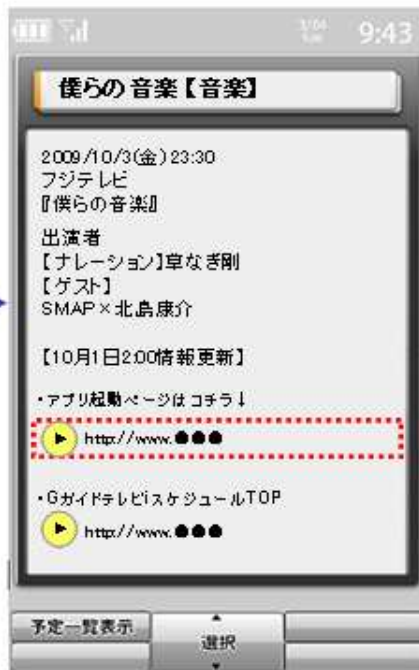 9:43
僕らの音楽【音楽】
2009/10/3(金)23:30
フジテレビ
『僕らの音楽』
出演者
【ナレーション】草なぎ剛
【ゲスト】
SMAP×北島康介
【10月1日2:00情報更新】
・アプリ起動ページはコチラ↓
http://www.●●●
・GガイドテレビiスケジュールTOP
http://www.●●●
予定一覧表示
選択